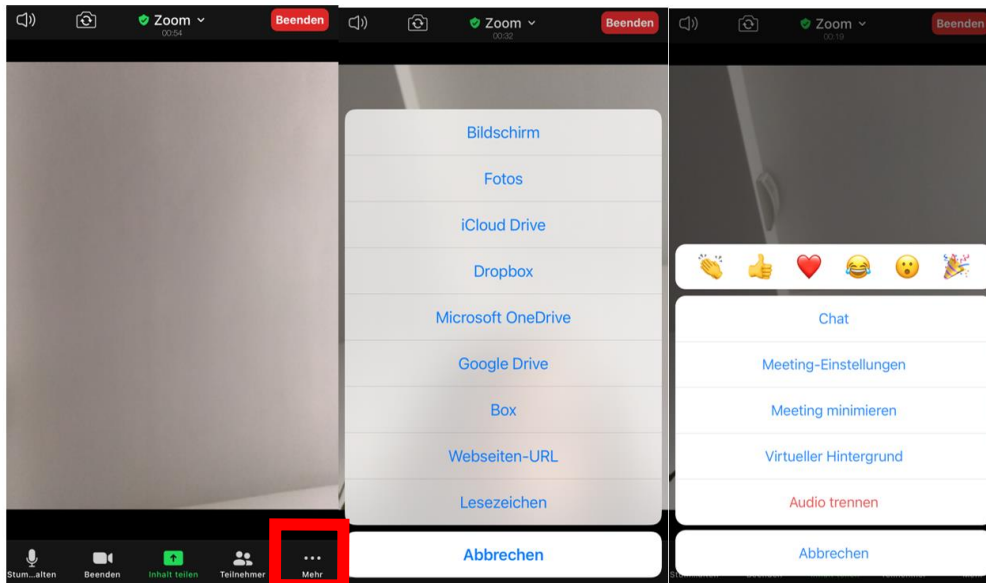 Zoom
Beenden
00:54
Stum...alten
Beenden
Inhalt teilen
Teilnehmer
Mehr
Zoom
Beenden
00:32
Bildschirm
Fotos
iCloud Drive
Dropbox
Microsoft OneDrive
Google Drive
Box
Webseiten-URL
Lesezeichen
Abbrechen
Zoom
Beenden
00:19
Chat
Meeting-Einstellungen
Meeting minimieren
Virtueller Hintergrund
Audio trennen
Abbrechen